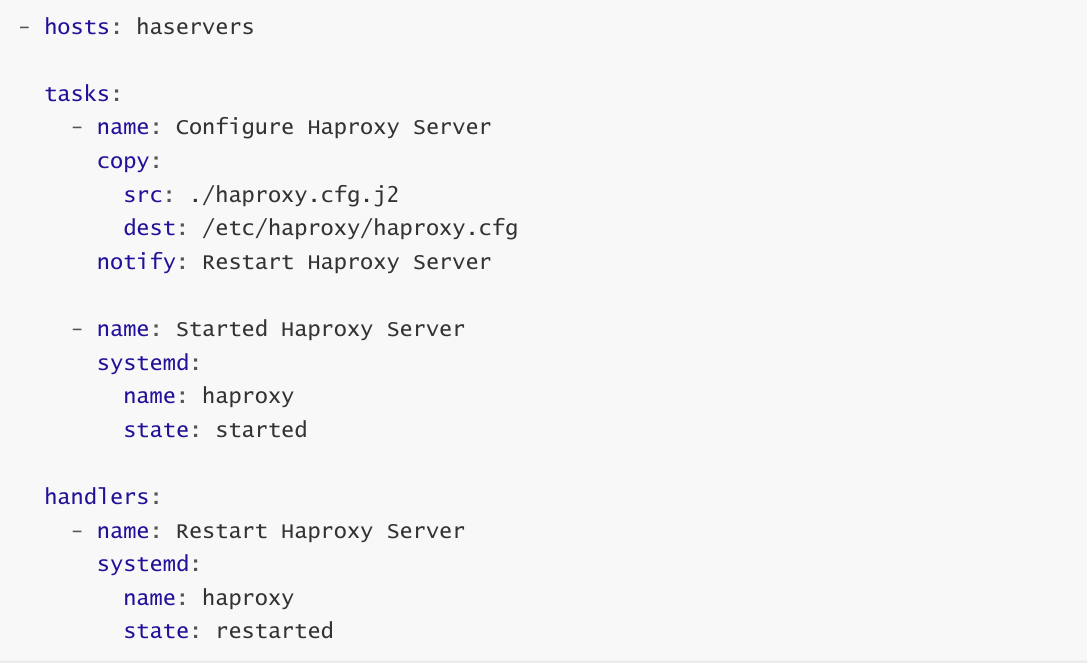 - hosts: haservers
  tasks:
    - name: Configure Haproxy Server
      copy:
        src: ./haproxy.cfg.j2
        dest: /etc/haproxy/haproxy.cfg
      notify: Restart Haproxy Server
    - name: Started Haproxy Server
      systemd:
        name: haproxy
        state: started
  handlers:
    - name: Restart Haproxy Server
      systemd:
        name: haproxy
        state: restarted